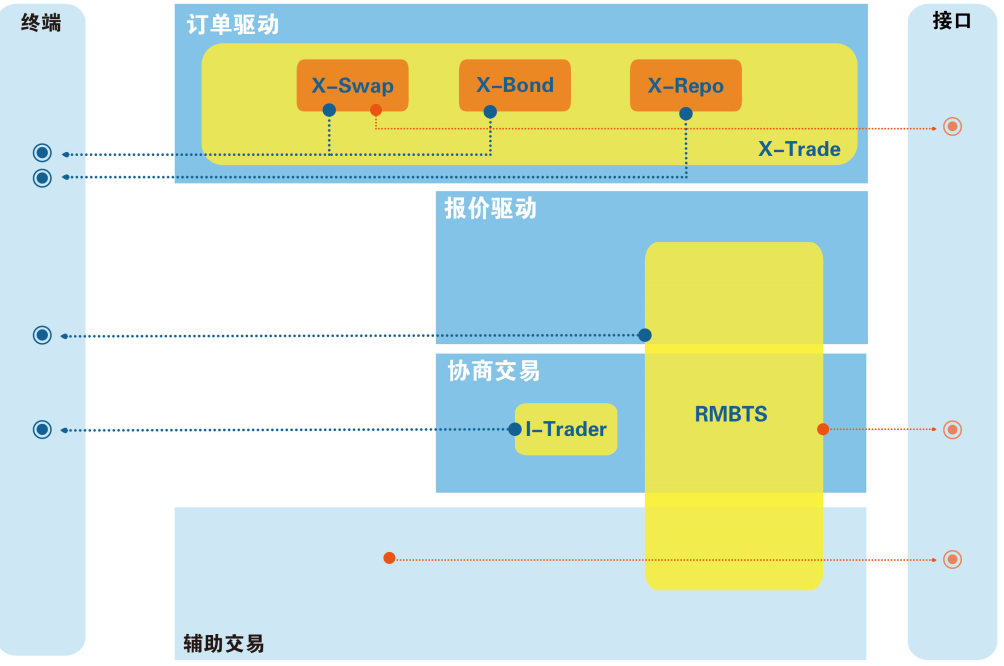 终端
订单驱动
接口
X-Swap
X-Bond
X-Repo
X-Trade
报价驱动
协商交易
RMBTS
I-Trader
辅助交易